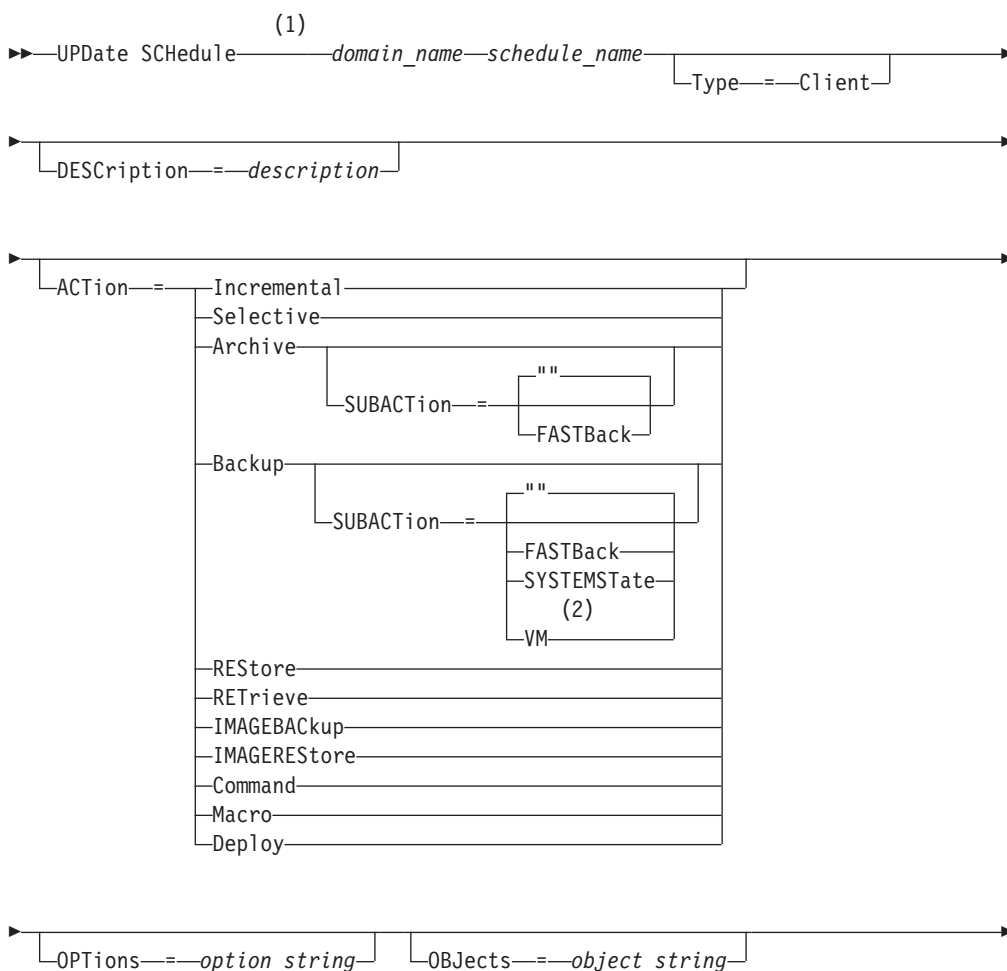 (1)
UPDate SCHedule domain_name schedule_name
Type = Client
DESCription = description
ACTion = Incremental
Selective
Archive
""
SUBACTion =
FASTBack
Backup
""
SUBACTion =
FASTBack
SYSTEMSTate
(2)
VM
REStore
RETrieve
IMAGEBACkup
IMAGEREStore
Command
Macro
Deploy
OPTions = option string OBJects = object string